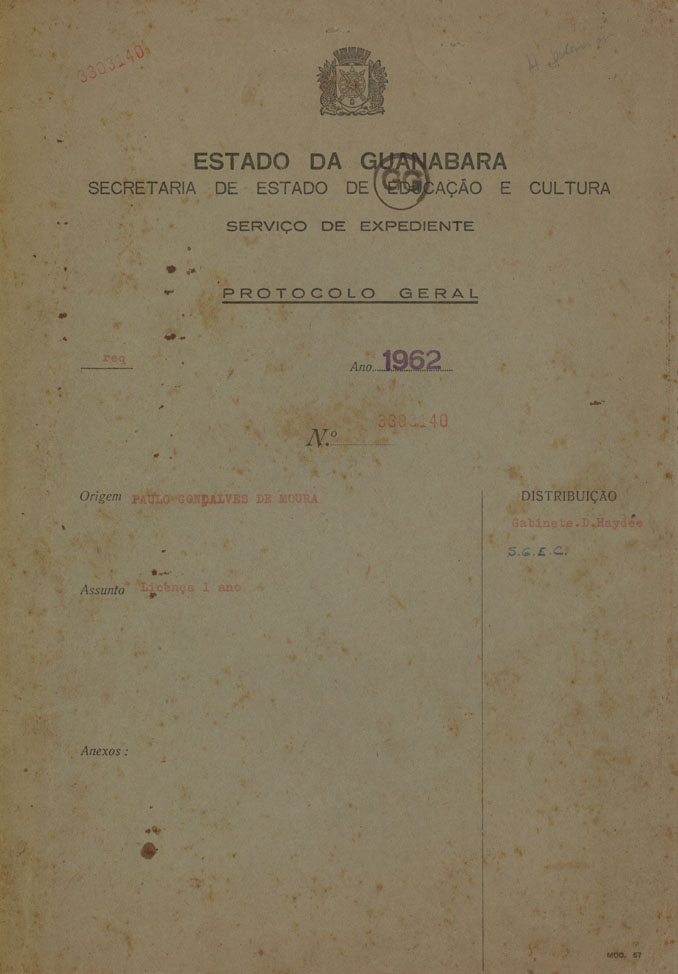 3303140
ESTADO DA GUANABARA
GG
SECRETARIA DE ESTADO DE EDUCAÇÃO E CULTURA
SERVIÇO DE EXPEDIENTE
PROTOCOLO GERAL
req
Ano 1962
N.º 3303140
Origem PAULO GONÇALVES DE MOURA
DISTRIBUIÇÃO
Gabinete.D.Haydée
S.G.E.C.
Assunto Licença 1 ano
Anexos :
MOD. 67